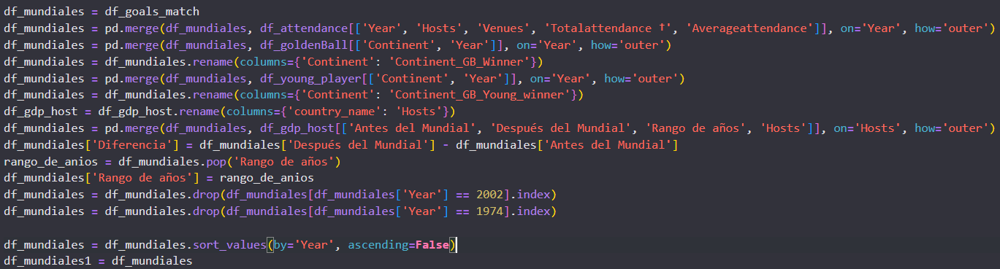 df_mundiales = df_goals_match
df_mundiales = pd.merge(df_mundiales, df_attendance[['Year', 'Hosts', 'Venues', 'Totalattendance †', 'Averageattendance']], on='Year', how='outer')
df_mundiales = pd.merge(df_mundiales, df_goldenBall[['Continent', 'Year']], on='Year', how='outer')
df_mundiales = df_mundiales.rename(columns={'Continent': 'Continent_GB_Winner'})
df_mundiales = pd.merge(df_mundiales, df_young_player[['Continent', 'Year']], on='Year', how='outer')
df_mundiales = df_mundiales.rename(columns={'Continent': 'Continent_GB_Young_winner'})
df_gdp_host = df_gdp_host.rename(columns={'country_name': 'Hosts'})
df_mundiales = pd.merge(df_mundiales, df_gdp_host[['Antes del Mundial', 'Después del Mundial', 'Rango de años', 'Hosts']], on='Hosts', how='outer')
df_mundiales['Diferencia'] = df_mundiales['Después del Mundial'] - df_mundiales['Antes del Mundial']
rango_de_anios = df_mundiales.pop('Rango de años')
df_mundiales['Rango de años'] = rango_de_anios
df_mundiales = df_mundiales.drop(df_mundiales[df_mundiales['Year'] == 2002].index)
df_mundiales = df_mundiales.drop(df_mundiales[df_mundiales['Year'] == 1974].index)
df_mundiales = df_mundiales.sort_values(by='Year', ascending=False)
df_mundiales1 = df_mundiales